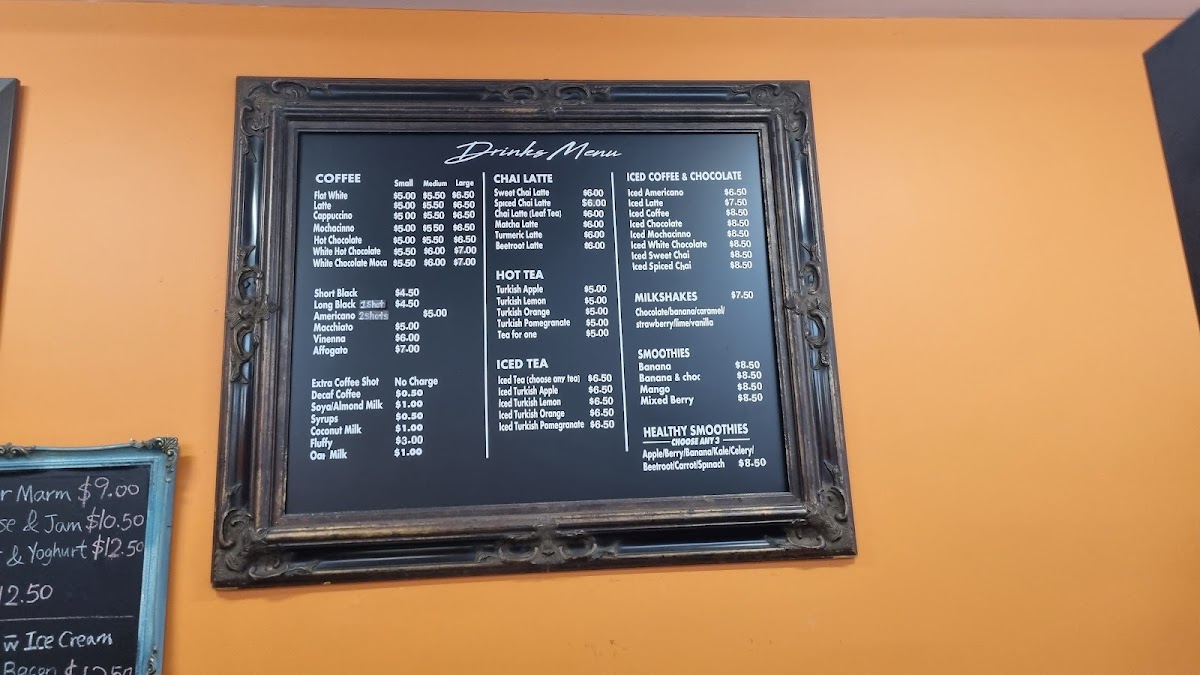 Drinks Menu
COFFEE Small Medium Large
Flat White $5.00 $5.50 $6.50
Latte $5.00 $5.50 $6.50
Cappuccino $5.00 $5.50 $6.50
Mochacinno $5.00 $5.50 $6.50
Hot Chocolate $5.00 $5.50 $6.50
White Hot Chocolate $5.50 $6.00 $7.00
White Chocolate Moca $5.50 $6.00 $7.00
Short Black $4.50
Long Black 1Shot $4.50
Americano 2Shots $5.00
Macchiato $5.00
Vinenna $6.00
Affogato $7.00
Extra Coffee Shot No Charge
Decaf Coffee $0.50
Soya/Almond Milk $1.00
Syrups $0.50
Coconut Milk $1.00
Fluffy $3.00
Oat Milk $1.00
CHAI LATTE
Sweet Chai Latte $6.00
Spiced Chai Latte $6.00
Chai Latte (Leaf Tea) $6.00
Matcha Latte $6.00
Turmeric Latte $6.00
Beetroot Latte $6.00
HOT TEA
Turkish Apple $5.00
Turkish Lemon $5.00
Turkish Orange $5.00
Turkish Pomegranate $5.00
Tea for one $5.00
ICED TEA
Iced Tea (choose any tea) $6.50
Iced Turkish Apple $6.50
Iced Turkish Lemon $6.50
Iced Turkish Orange $6.50
Iced Turkish Pomegranate $6.50
ICED COFFEE & CHOCOLATE
Iced Americano $6.50
Iced Latte $7.50
Iced Coffee $8.50
Iced Chocolate $8.50
Iced Mochacinno $8.50
Iced White Chocolate $8.50
Iced Sweet Chai $8.50
Iced Spiced Chai $8.50
MILKSHAKES $7.50
Chocolate/banana/caramel/
strawberry/lime/vanilla
SMOOTHIES
Banana $8.50
Banana & choc $8.50
Mango $8.50
Mixed Berry $8.50
HEALTHY SMOOTHIES
CHOOSE ANY 3
Apple/Berry/Banana/Kale/Celery/
Beetroot/Carrot/Spinach $8.50
r Marm $9.00
se & Jam $10.50
& Yoghurt $12.50
12.50
w̅ Ice Cream
Bacon $12.50